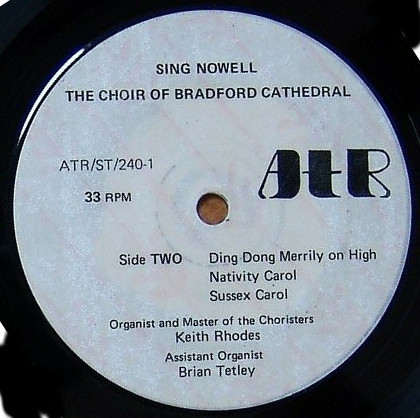 SING NOWELL
THE CHOIR OF BRADFORD CATHEDRAL
ATR/ST/240-1
AtR
33 RPM
Side TWO Ding Dong Merrily on High
Nativity Carol
Sussex Carol
Organist and Master of the Choristers
Keith Rhodes
Assistant Organist
Brian Tetley